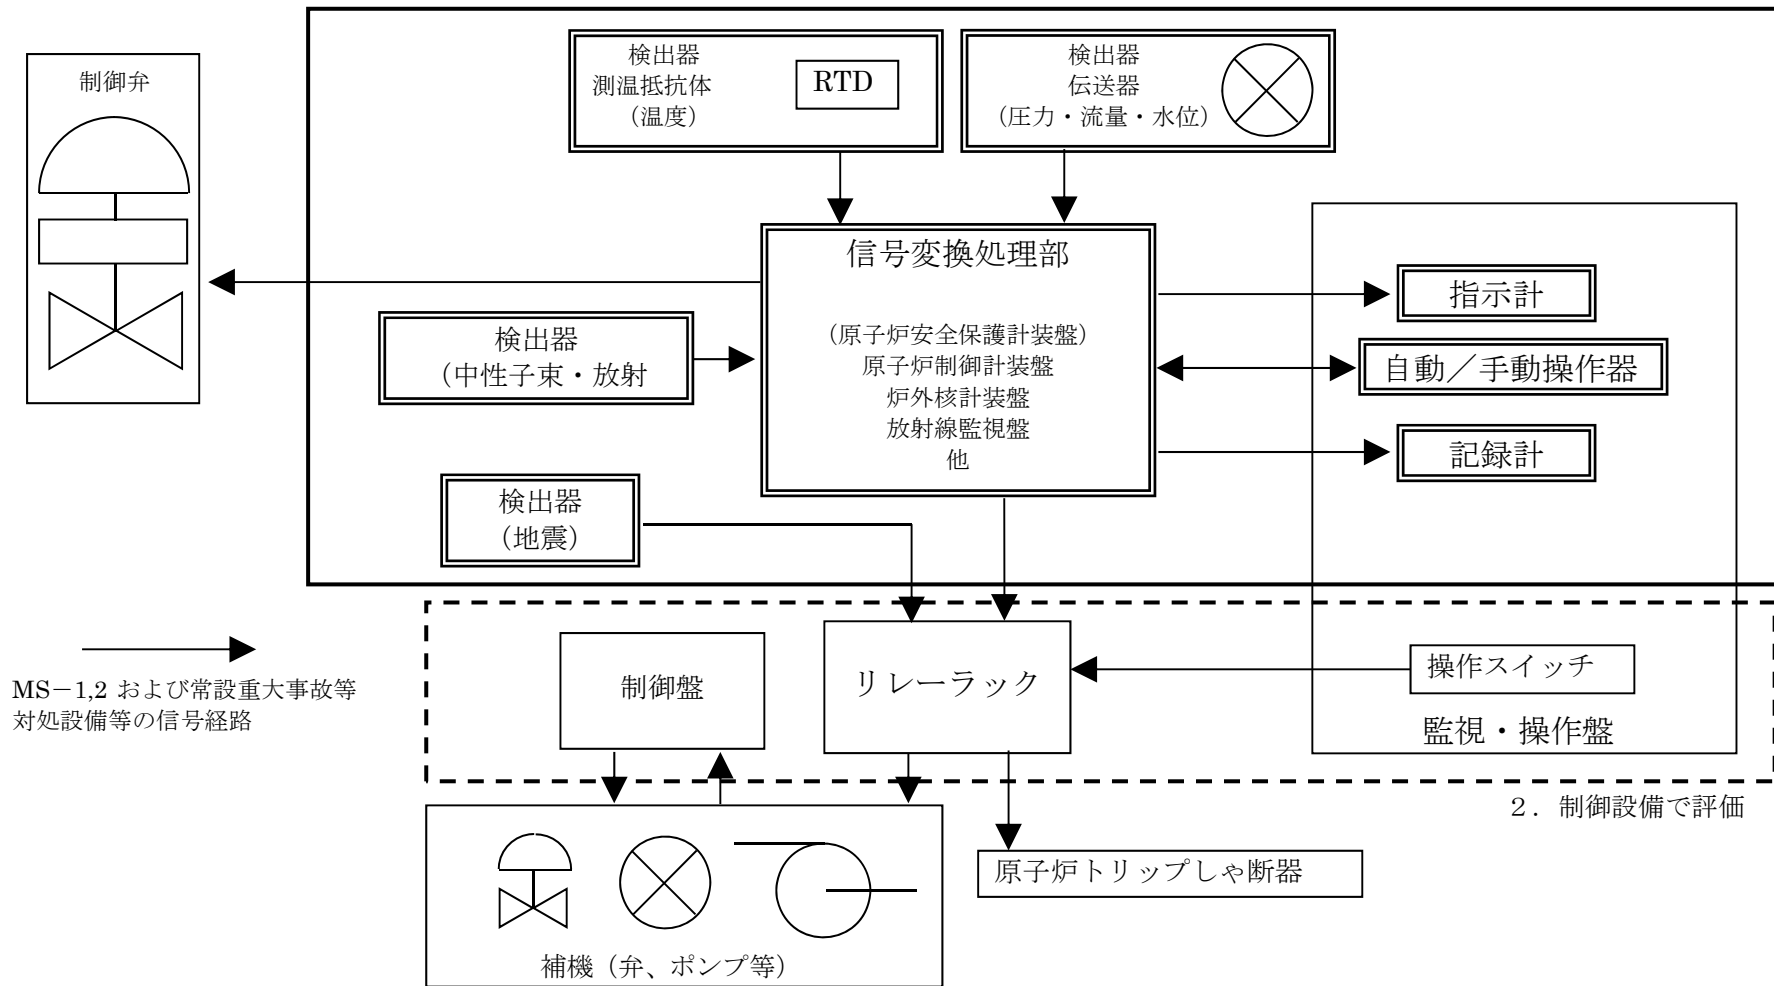 制御弁
検出器
測温抵抗体
（温度）
RTD
検出器
伝送器
（圧力・流量・水位）
信号変換処理部
（原子炉安全保護計装盤）
原子炉制御計装盤
炉外核計装盤
放射線監視盤
他
検出器
（中性子束・放射
検出器
（地震）
指示計
自動／手動操作器
記録計
MS－1,2 および常設重大事故等
対処設備等の信号経路
制御盤
リレーラック
操作スイッチ
監視・操作盤
２．制御設備で評価
原子炉トリップしゃ断器
補機（弁、ポンプ等）